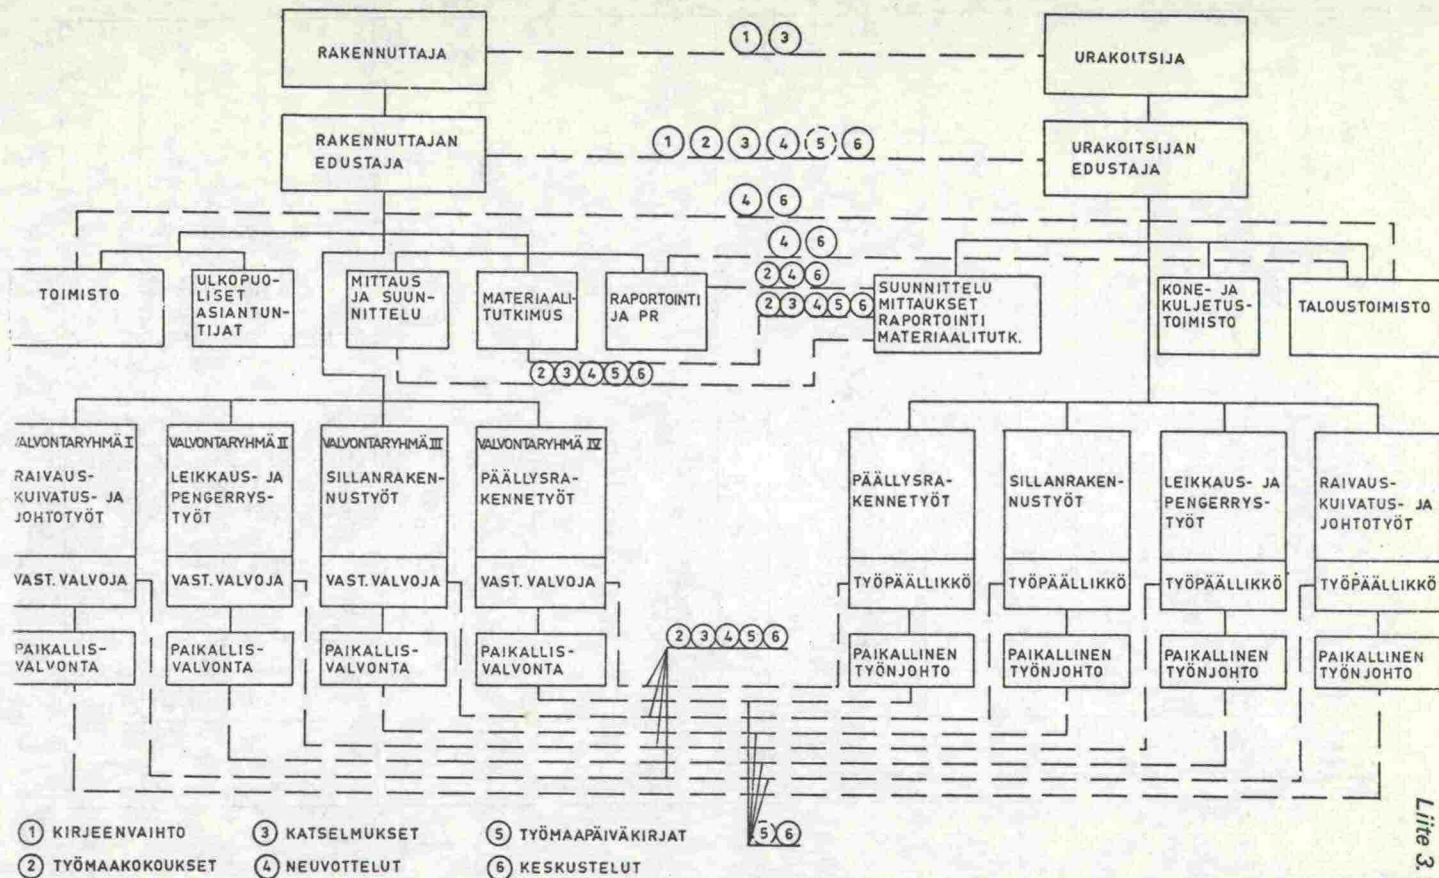 RAKENNUTTAJA
1 3
URAKOITSIJA
RAKENNUTTAJAN
EDUSTAJA
1 2 3 4 5 6
URAKOITSIJAN
EDUSTAJA
4 6
4 6
TOIMISTO
ULKOPUO-
LISET
ASIANTUN-
TIJAT
MITTAUS
JA SUUN-
NITTELU
MATERIAALI-
TUTKIMUS
RAPORTOINTI
JA PR
2 4 6
2 3 4 5 6
SUUNNITTELU
MITTAUKSET
RAPORTOINTI
MATERIAALITUTK.
KONE- JA
KULJETUS-
TOIMISTO
TALOUSTOIMISTO
2 3 4 5 6
VALVONTARYHMÄ I
RAIVAUS-
KUIVATUS- JA
JOHTOTYÖT
VAST. VALVOJA
PAIKALLIS-
VALVONTA
VALVONTARYHMÄ II
LEIKKAUS- JA
PENGERRYS-
TYÖT
VAST. VALVOJA
PAIKALLIS-
VALVONTA
VALVONTARYHMÄ III
SILLANRAKEN-
NUSTYÖT
VAST. VALVOJA
PAIKALLIS-
VALVONTA
VALVONTARYHMÄ IV
PÄÄLLYSRA-
KENNETYÖT
VAST. VALVOJA
PAIKALLIS-
VALVONTA
PÄÄLLYSRA-
KENNETYÖT
TYÖPÄÄLLIKKÖ
PAIKALLINEN
TYÖNJOHTO
SILLANRAKEN-
NUSTYÖT
TYÖPÄÄLLIKKÖ
PAIKALLINEN
TYÖNJOHTO
LEIKKAUS- JA
PENGERRYS-
TYÖT
TYÖPÄÄLLIKKÖ
PAIKALLINEN
TYÖNJOHTO
RAIVAUS-
KUIVATUS- JA
JOHTOTYÖT
TYÖPÄÄLLIKKÖ
PAIKALLINEN
TYÖNJOHTO
2 3 4 5 6
5 6
1 KIRJEENVAIHTO
2 TYÖMAAKOKOUKSET
3 KATSELMUKSET
4 NEUVOTTELUT
5 TYÖMAAPÄIVÄKIRJAT
6 KESKUSTELUT
Liite 3.